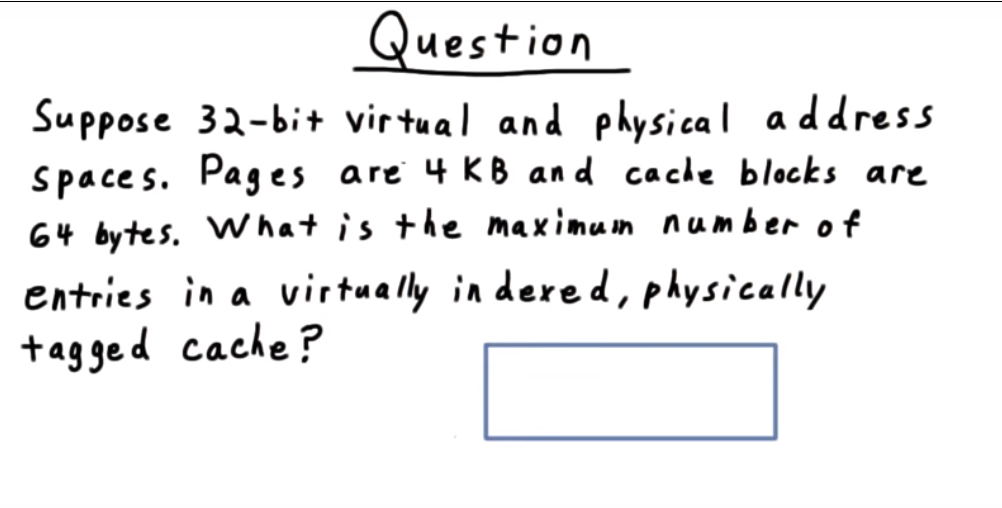 Question
Suppose 32-bit virtual and physical address
spaces. Pages are 4 KB and cache blocks are
64 bytes. What is the maximum number of
entries in a virtually indexed, physically
tagged cache?